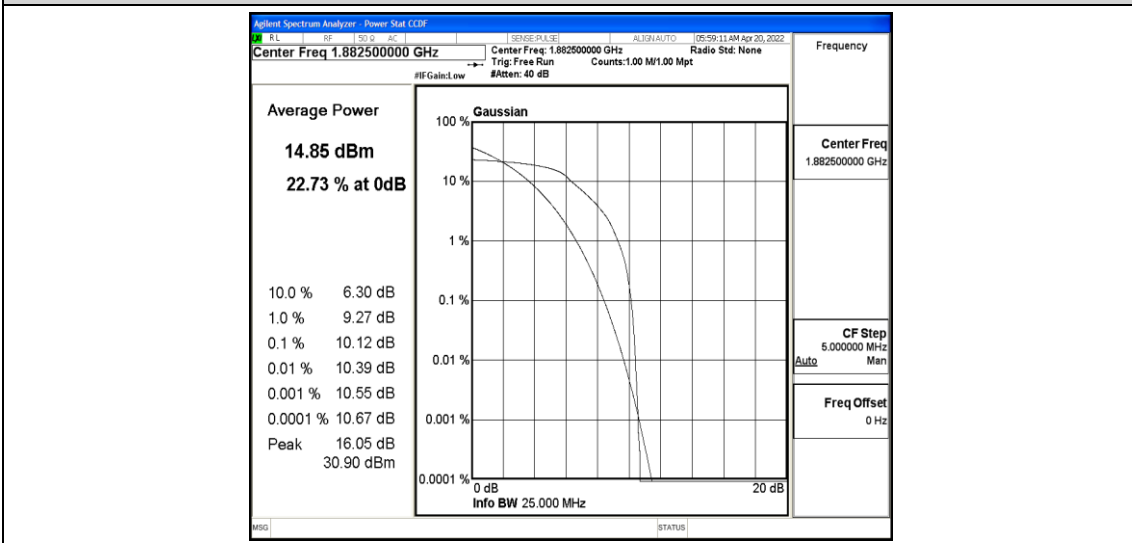 Agilent Spectrum Analyzer - Power Stat CCDF
LXI RL RF 50 Ω AC SENSE:PULSE ALIGN AUTO 05:59:11 AM Apr 20, 2022
Center Freq 1.882500000 GHz
Center Freq: 1.882500000 GHz Radio Std: None
Trig: Free Run Counts:1.00 M/1.00 Mpt
#IFGain:Low #Atten: 40 dB
Frequency
Average Power
14.85 dBm
22.73 % at 0dB
10.0 % 6.30 dB
1.0 % 9.27 dB
0.1 % 10.12 dB
0.01 % 10.39 dB
0.001 % 10.55 dB
0.0001 % 10.67 dB
Peak 16.05 dB
30.90 dBm
Gaussian
100 %
10 %
1 %
0.1 %
0.01 %
0.001 %
0.0001 %
0 dB 20 dB
Info BW 25.000 MHz
Center Freq
1.882500000 GHz
CF Step
5.000000 MHz
Auto Man
Freq Offset
0 Hz
MSG STATUS